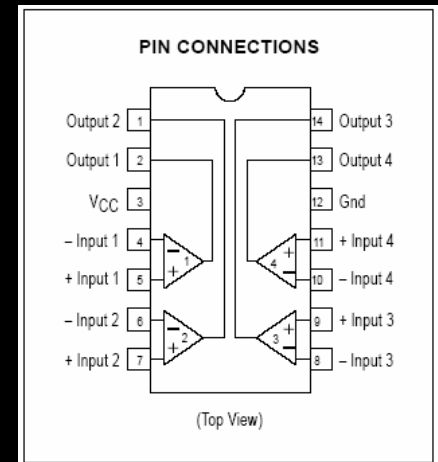 PIN CONNECTIONS
Output 2 1 14 Output 3
Output 1 2 13 Output 4
VCC 3 12 Gnd
– Input 1 4 – 1 4 + 11 + Input 4
+ Input 1 5 + – 10 – Input 4
– Input 2 6 – 2 3 + 9 + Input 3
+ Input 2 7 + – 8 – Input 3
(Top View)